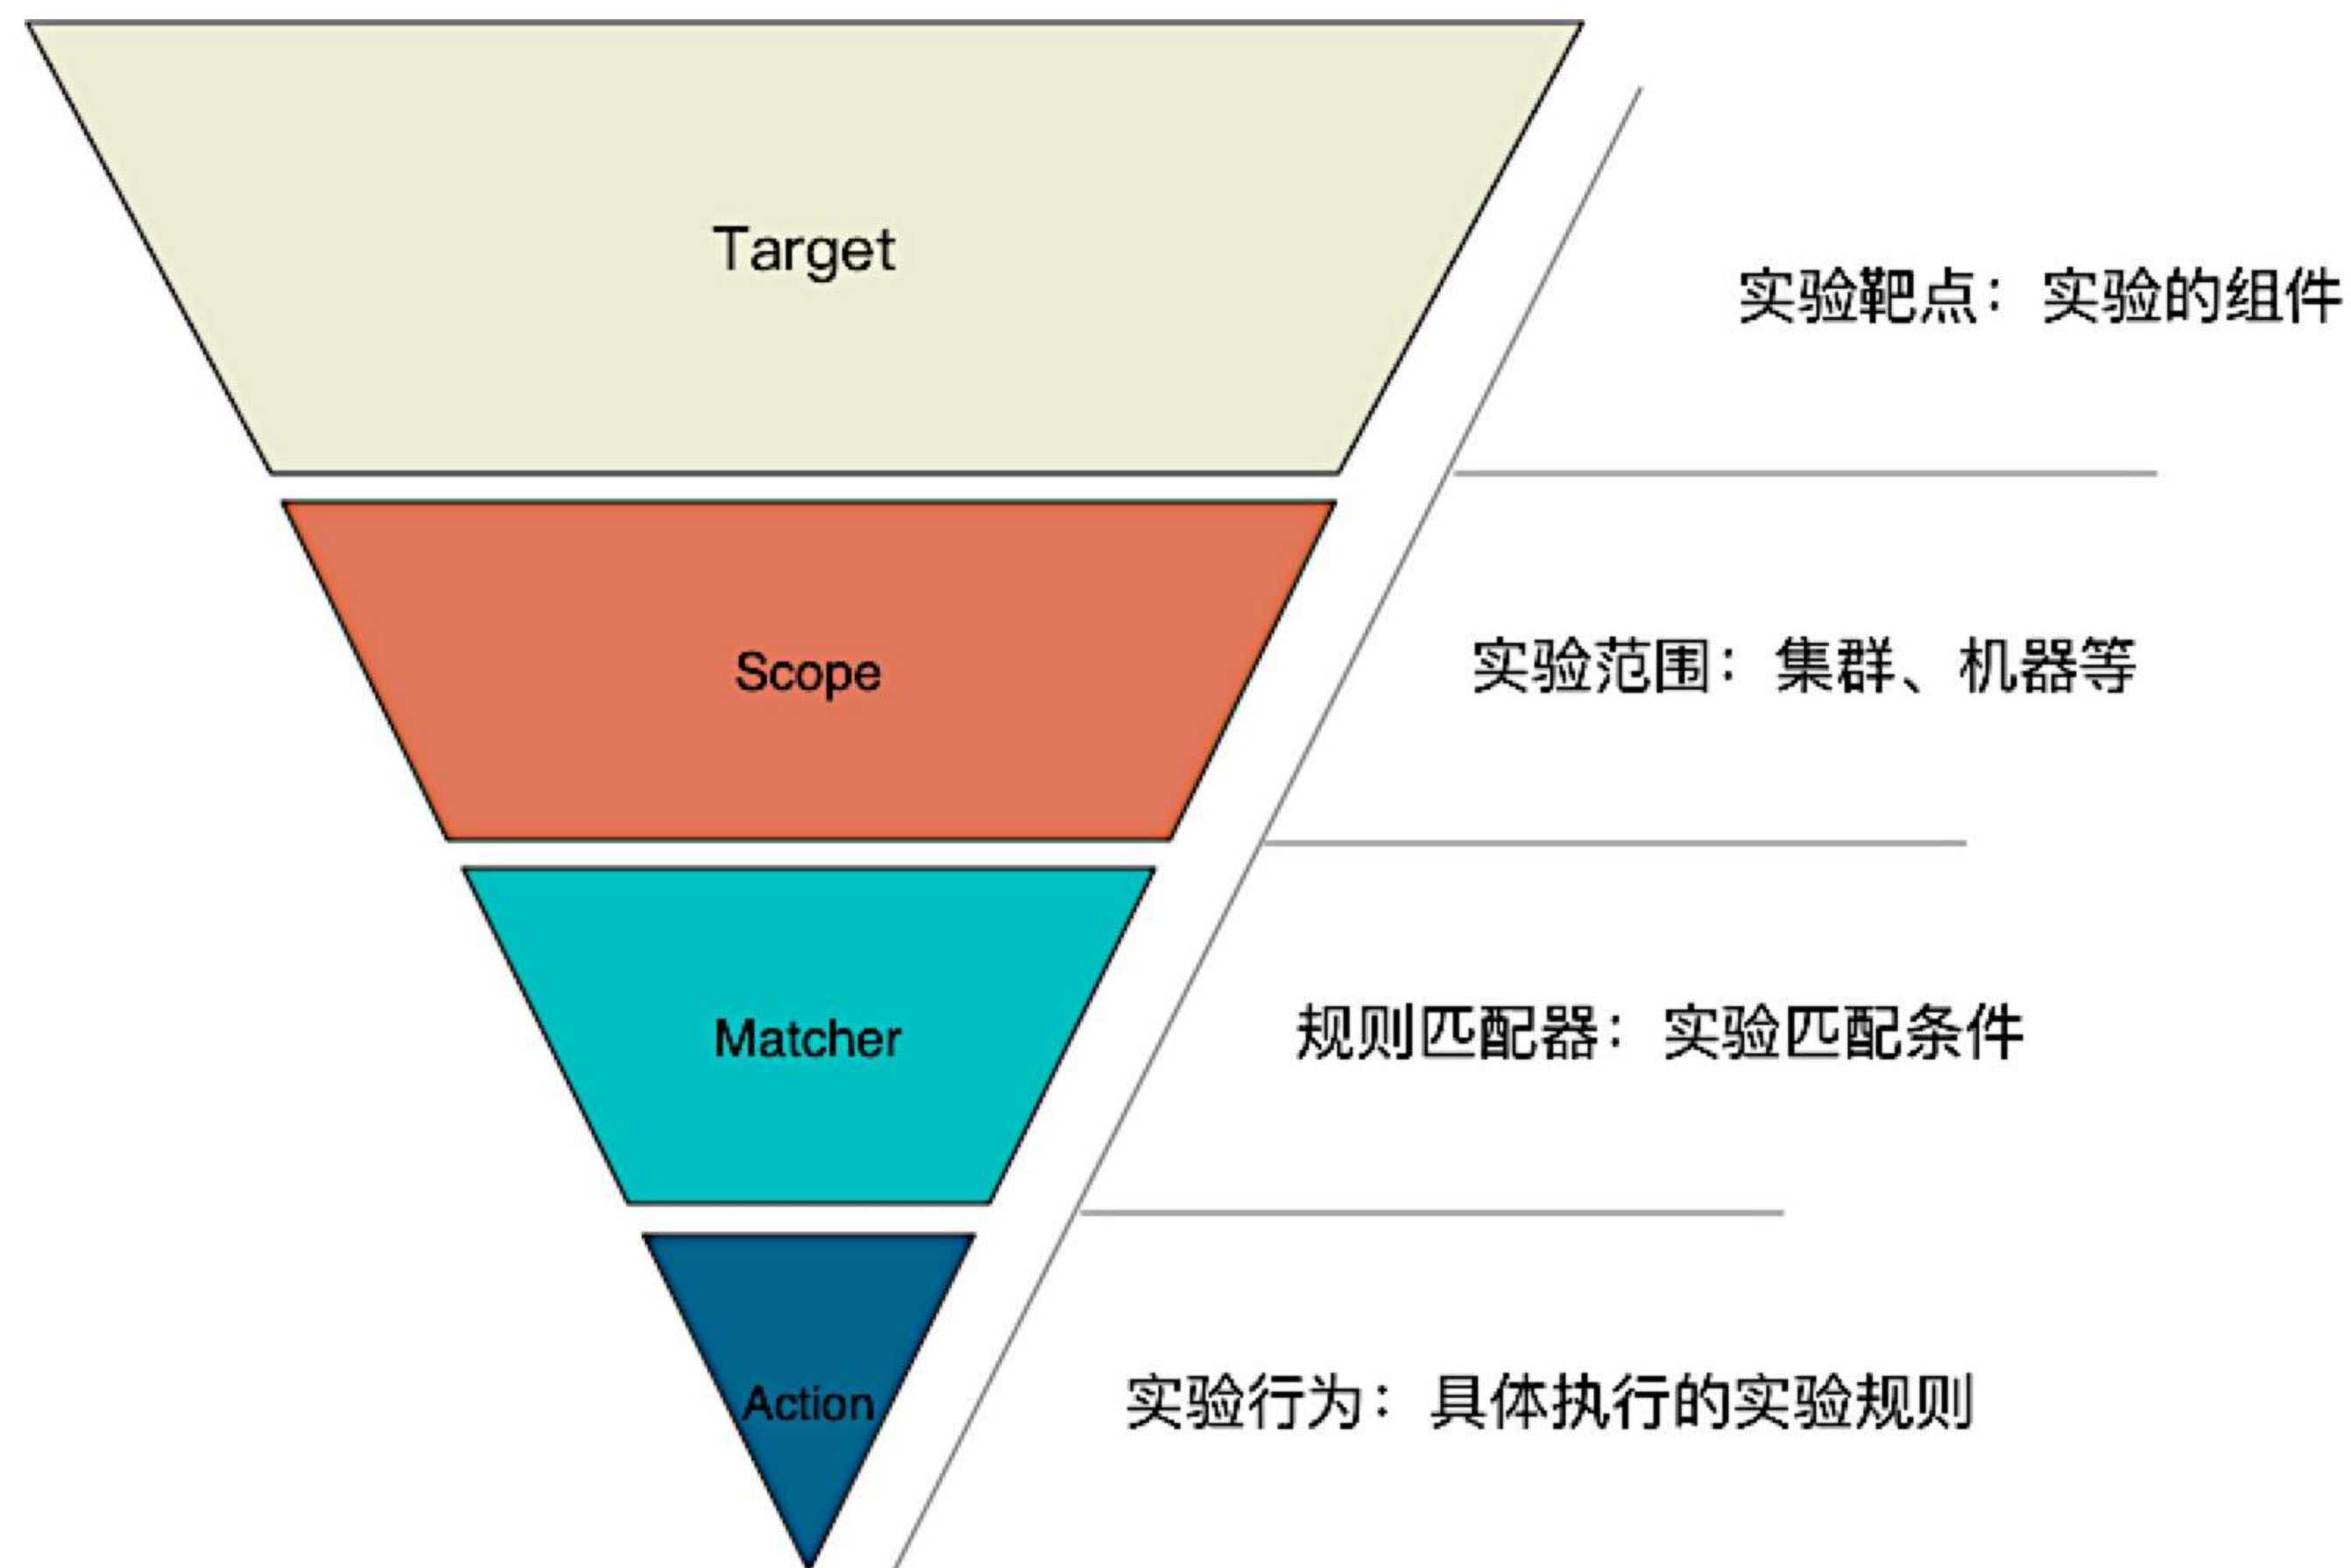 Target
实验靶点：实验的组件
Scope
实验范围：集群、机器等
Matcher
规则匹配器：实验匹配条件
Action
实验行为：具体执行的实验规则